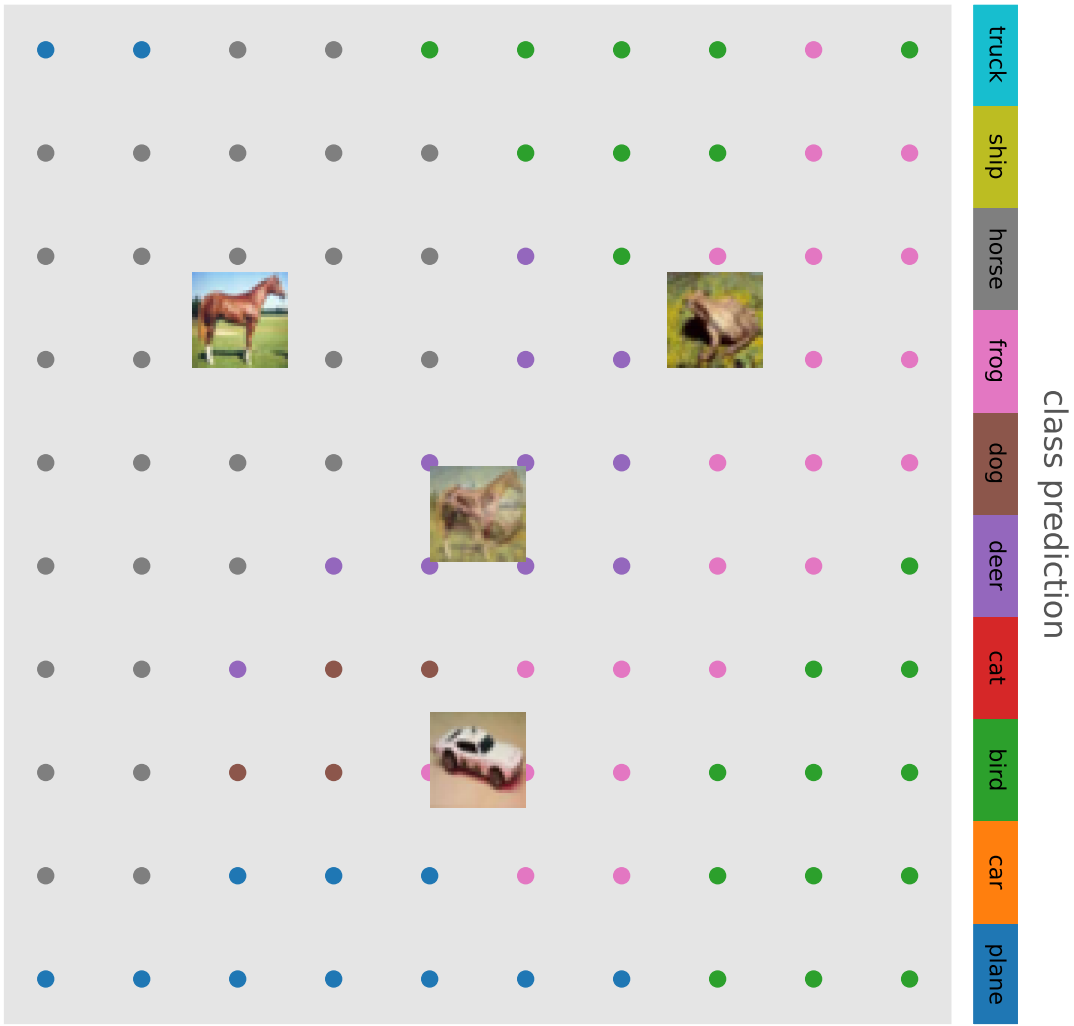 truck
ship
horse
frog
dog
deer
cat
bird
car
plane
class prediction